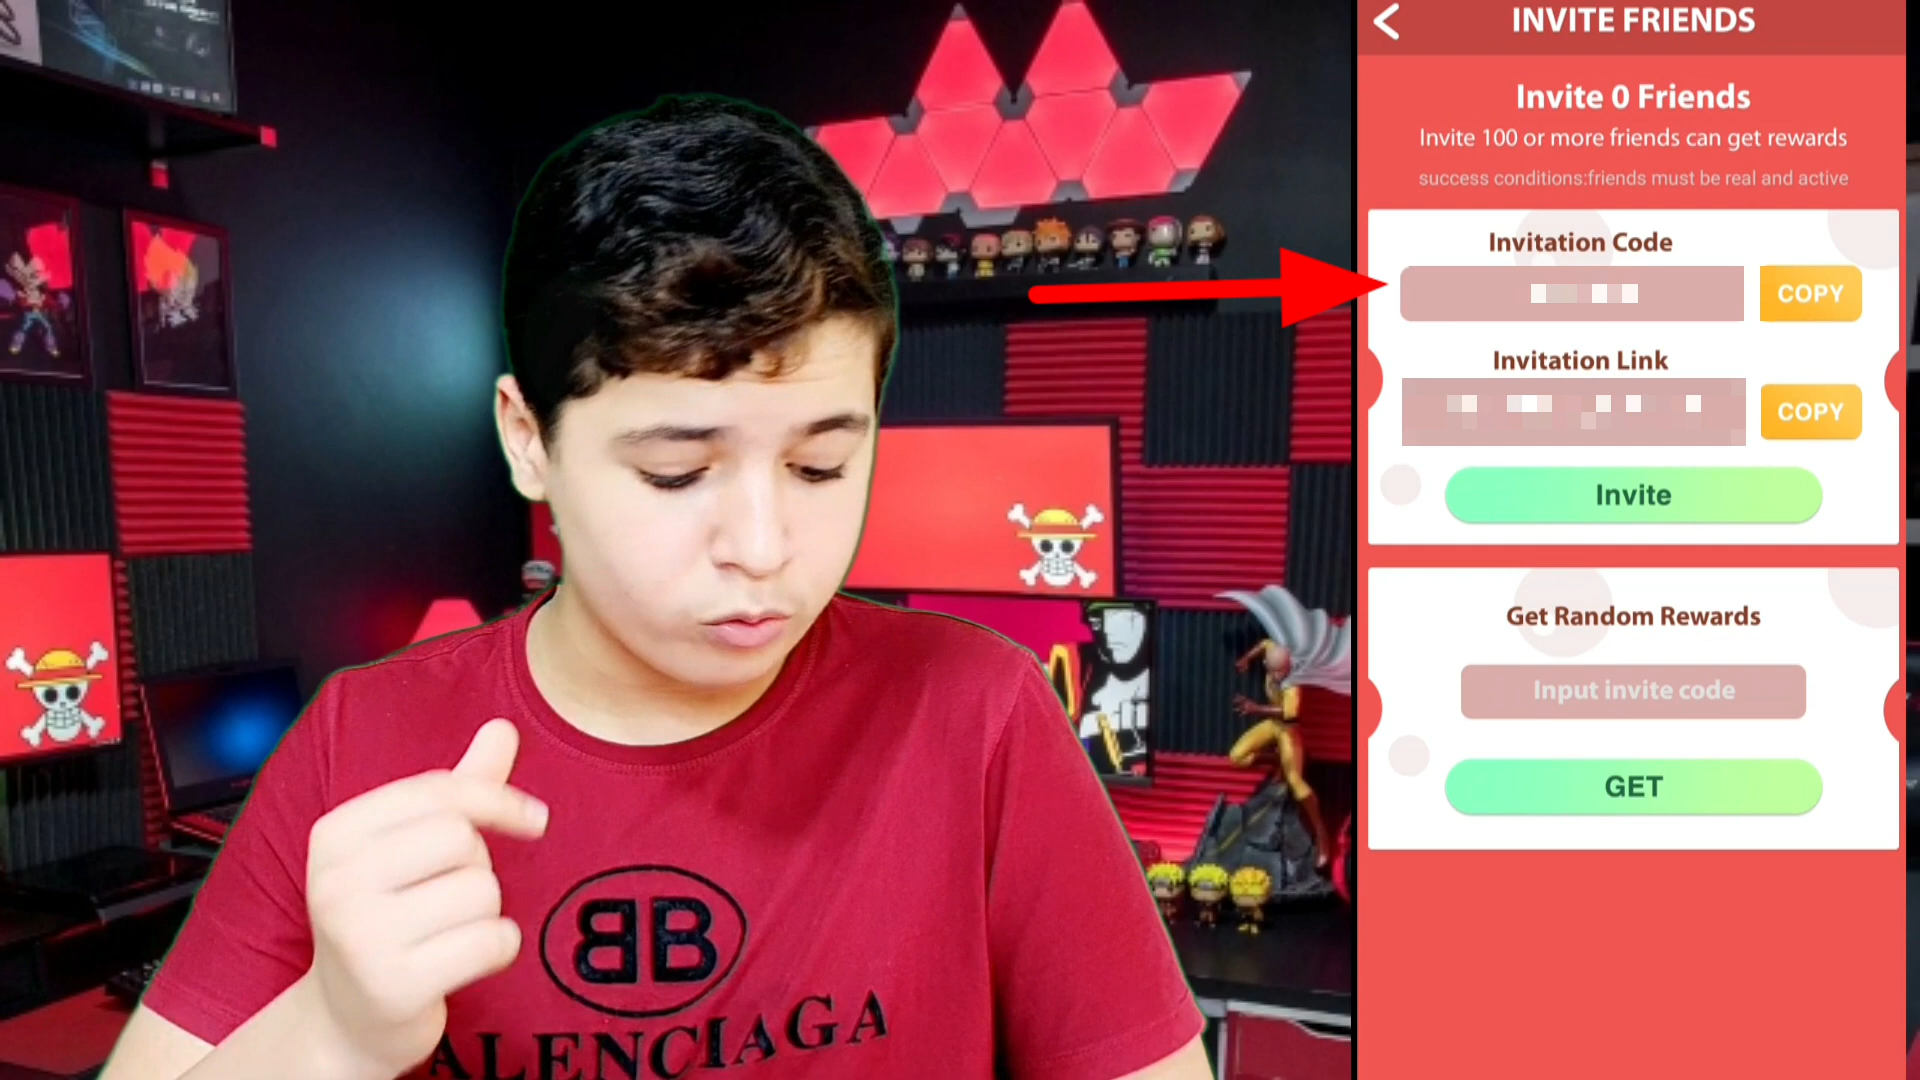 BB
BALENCIAGA
INVITE FRIENDS
Invite 0 Friends
Invite 100 or more friends can get rewards
success conditions:friends must be real and active
Invitation Code
COPY
Invitation Link
COPY
Invite
Get Random Rewards
Input invite code
GET